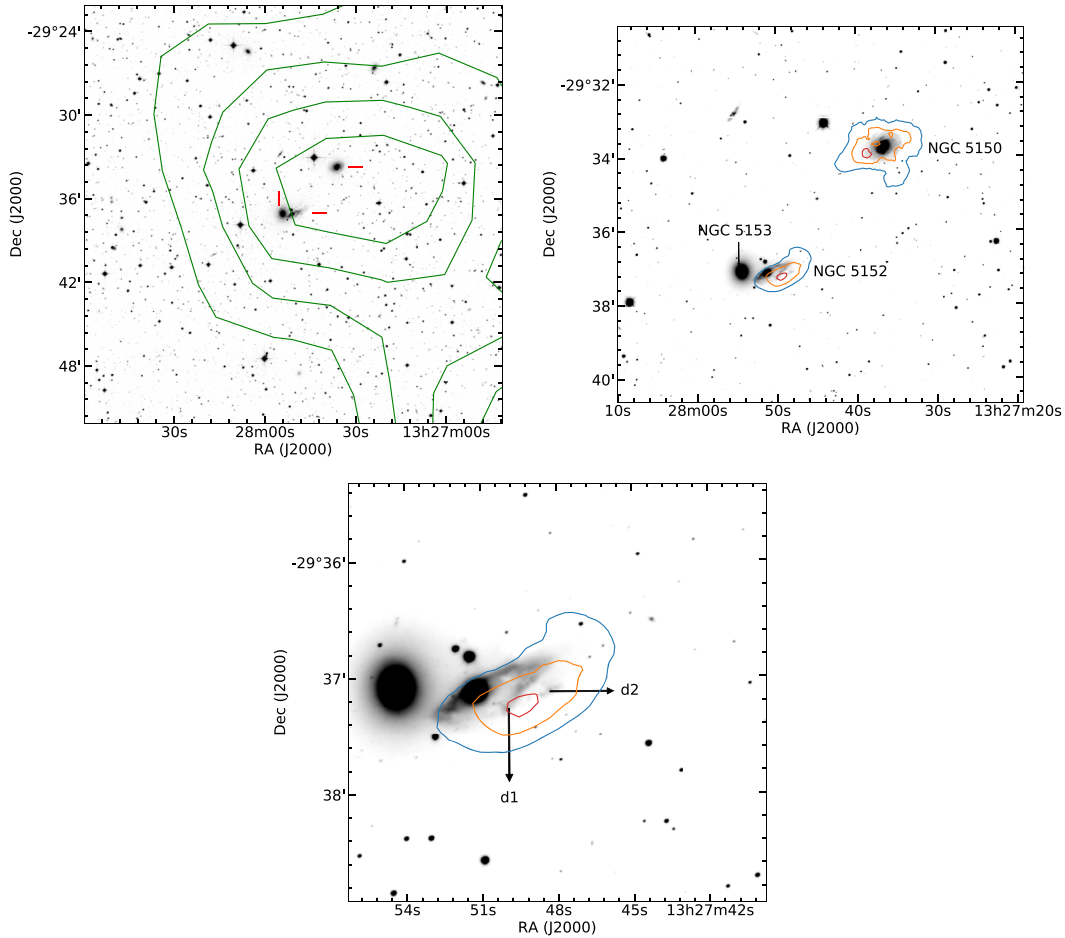 -29°24'
30'
36'
42'
48'
Dec (J2000)
30s
28m00s
30s
13h27m00s
RA (J2000)
-29°32'
34'
36'
38'
40'
Dec (J2000)
NGC 5150
NGC 5153
NGC 5152
10s
28m00s
50s
40s
30s
13h27m20s
RA (J2000)
-29°36'
37'
38'
Dec (J2000)
d2
d1
54s
51s
48s
45s
13h27m42s
RA (J2000)